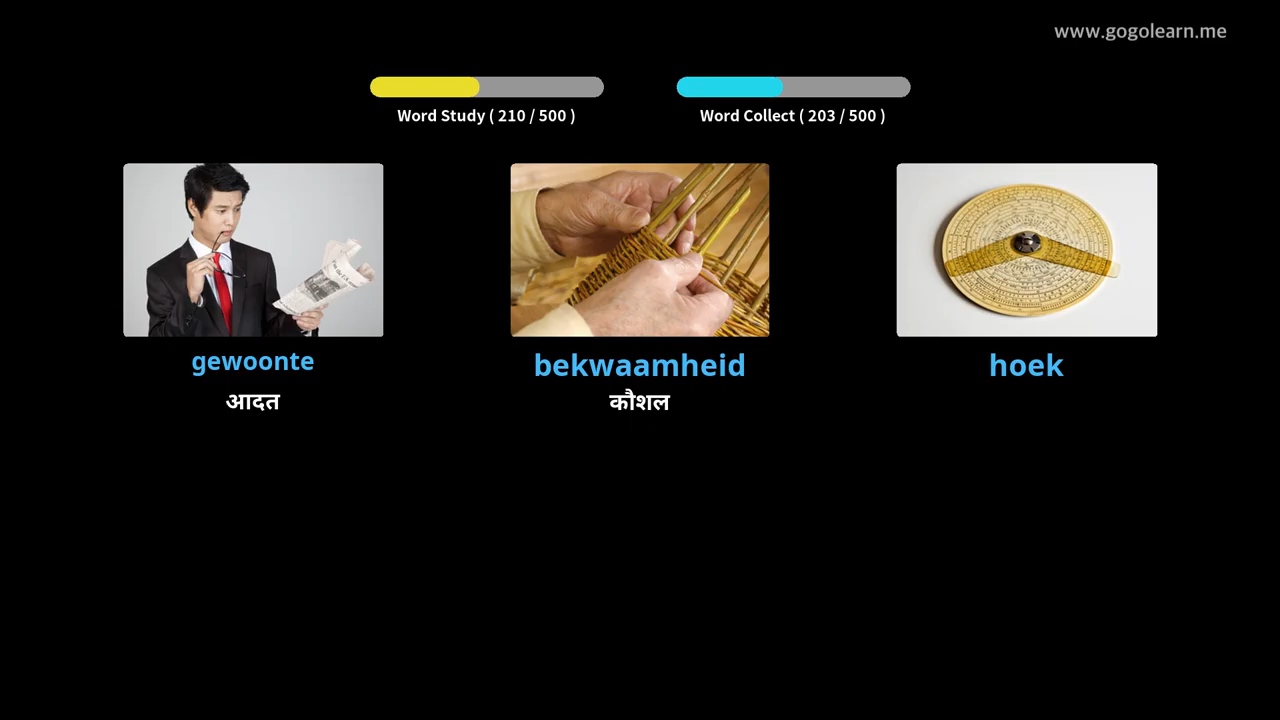 www.gogolearn.me
Word Study ( 210 / 500 )
Word Collect ( 203 / 500 )
gewoonte
bekwaamheid
hoek
आदत
कौशल